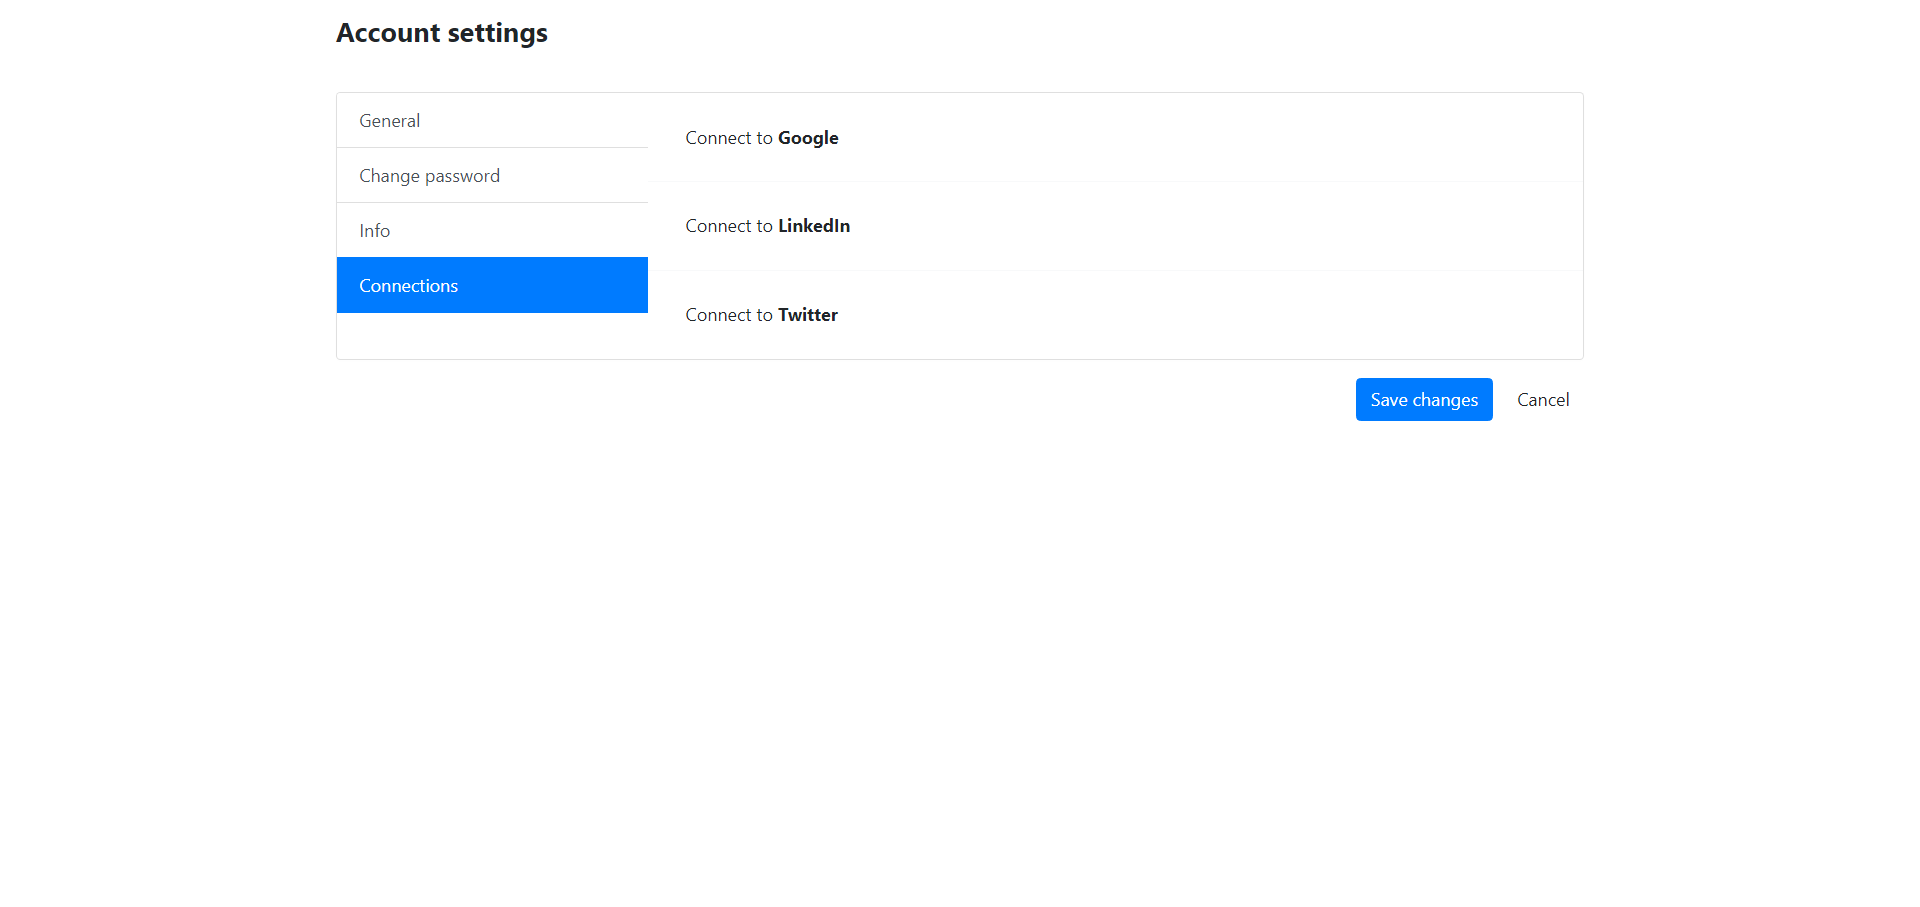 Account settings
General
Change password
Info
Connections
Connect to Google
Connect to LinkedIn
Connect to Twitter
Save changes
Cancel